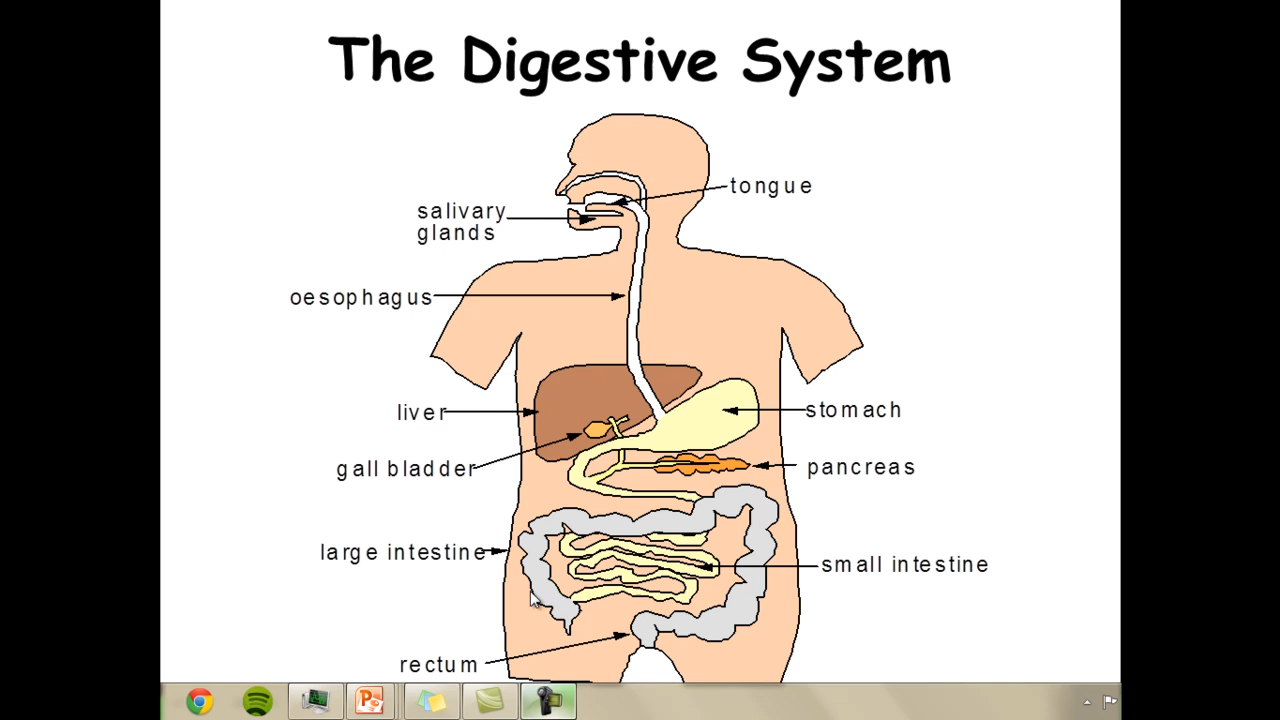 The Digestive System
tongue
salivary
glands
oesophagus
liver
stomach
gall bladder
pancreas
large intestine
small intestine
rectum